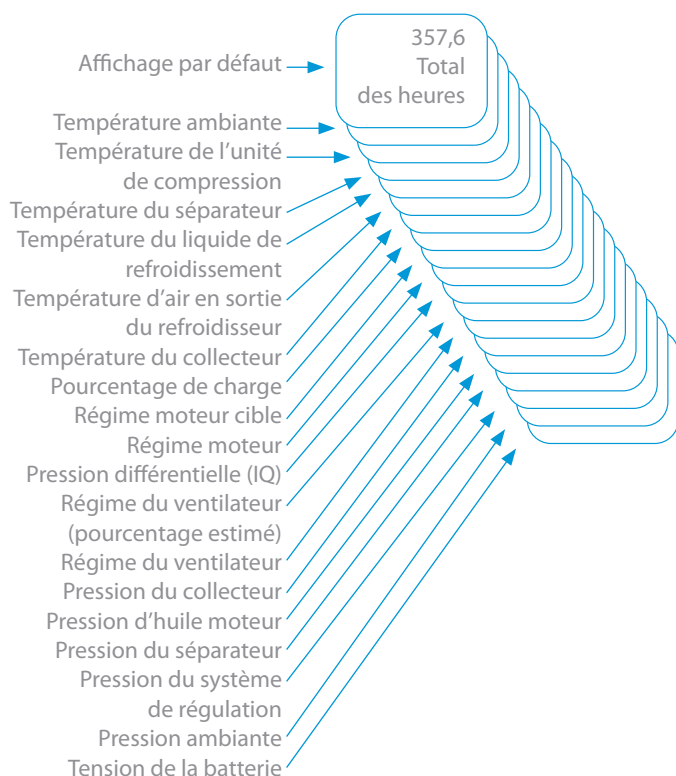 357,6
Total
des heures
Affichage par défaut
Température ambiante
Température de l’unité
de compression
Température du séparateur
Température du liquide de
refroidissement
Température d’air en sortie
du refroidisseur
Température du collecteur
Pourcentage de charge
Régime moteur cible
Régime moteur
Pression différentielle (IQ)
Régime du ventilateur
(pourcentage estimé)
Régime du ventilateur
Pression du collecteur
Pression d’huile moteur
Pression du séparateur
Pression du système
de régulation
Pression ambiante
Tension de la batterie